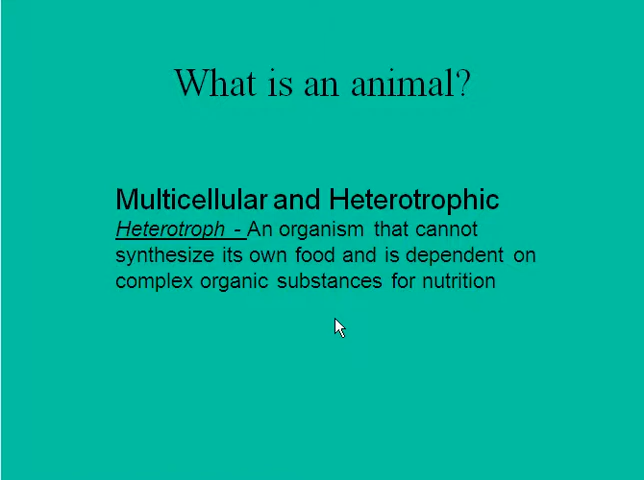 What is an animal?
Multicellular and Heterotrophic
Heterotroph - An organism that cannot
synthesize its own food and is dependent on
complex organic substances for nutrition